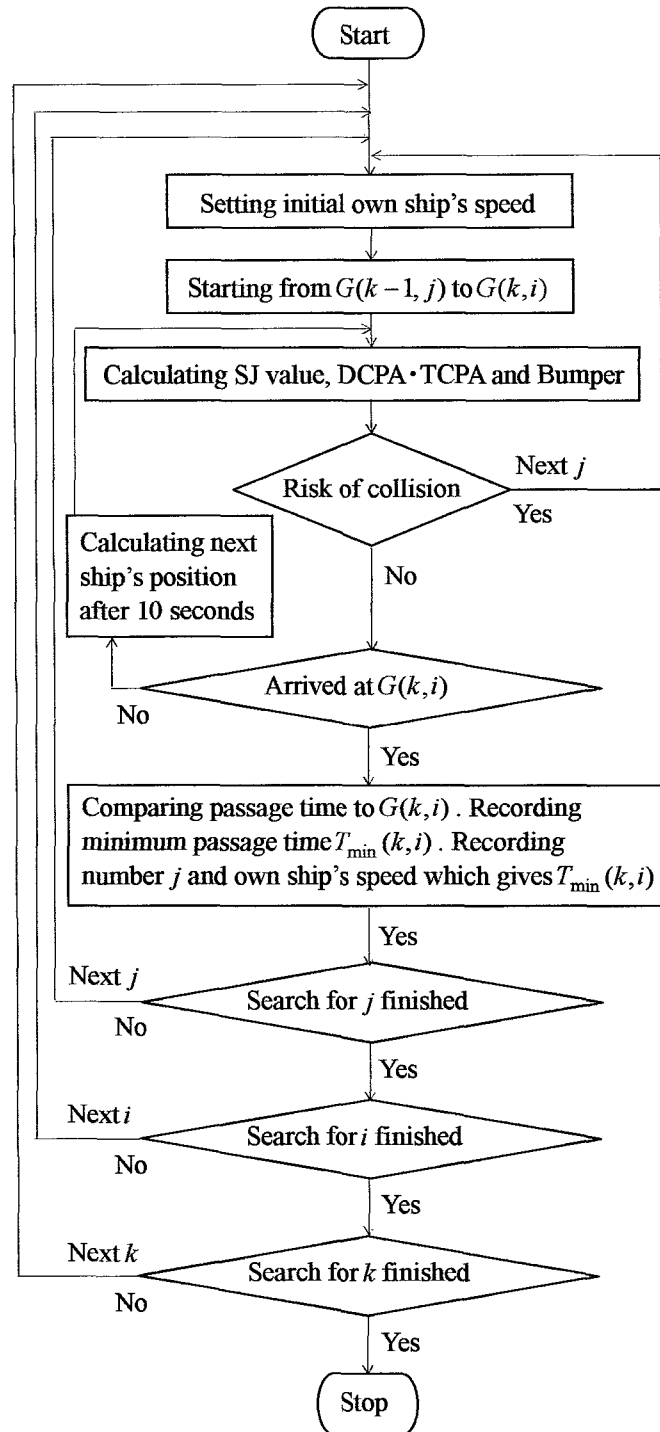 Start
Setting initial own ship's speed
Starting from G(k−1, j) to G(k,i)
Calculating SJ value, DCPA・TCPA and Bumper
Risk of collision
Next j
Yes
Calculating next
ship's position
after 10 seconds
No
Arrived at G(k,i)
No
Yes
Comparing passage time to G(k,i) . Recording
minimum passage time T_min (k,i) . Recording
number j and own ship's speed which gives T_min (k,i)
Yes
Next j
Search for j finished
No
Yes
Next i
Search for i finished
No
Yes
Next k
Search for k finished
No
Yes
Stop